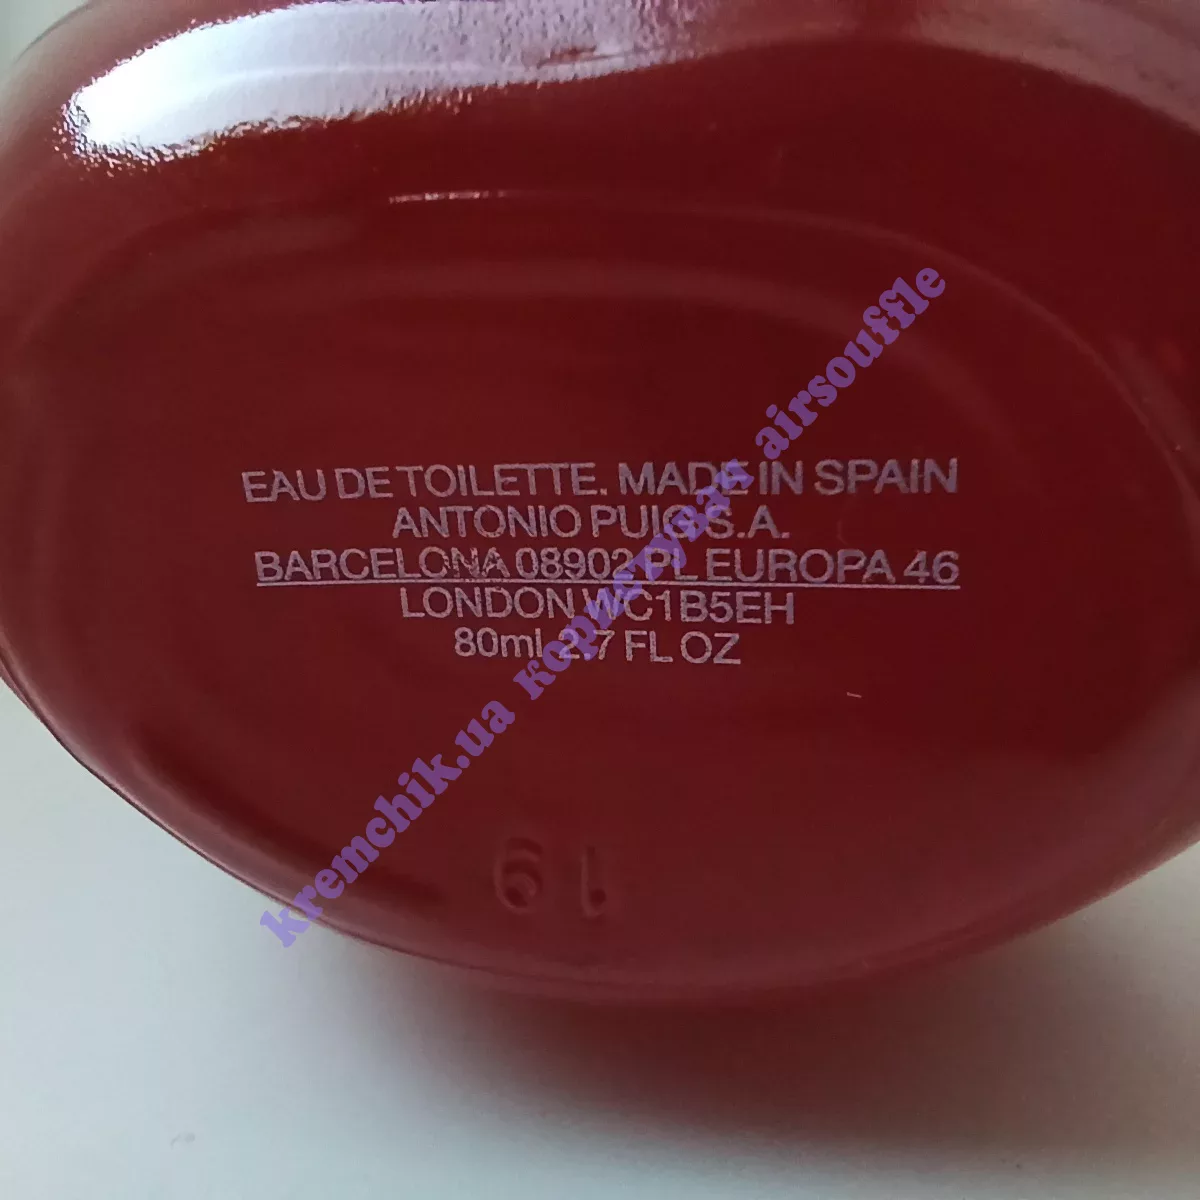 EAU DE TOILETTE. MADE IN SPAIN
ANTONIO PUIG S.A.
BARCELONA 08902 PL EUROPA 46
LONDON WC1B5EH
80ml 2.7 FL OZ
19
kremchik.ua користувач airsouffle